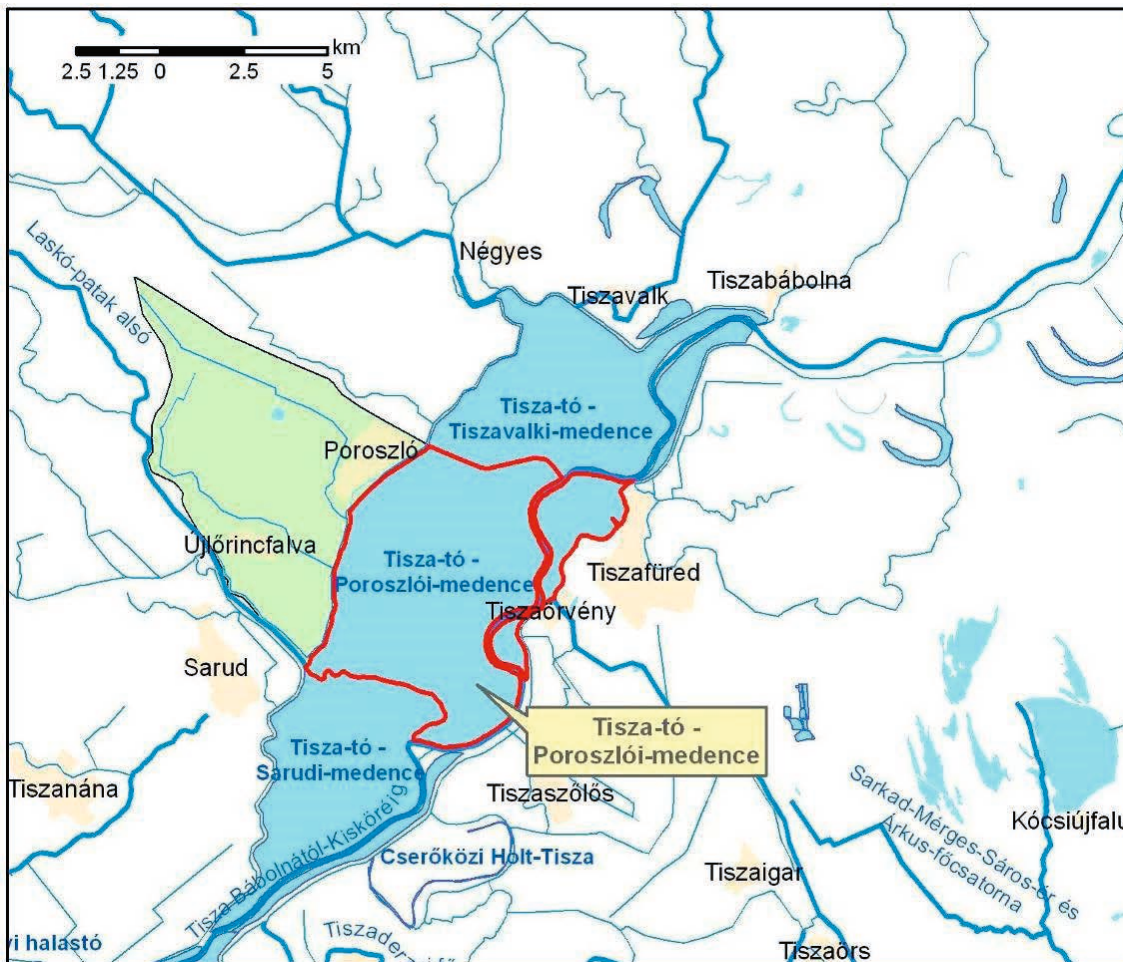 km
2.5 1.25 0 2.5 5
Laskó-patak alsó
Négyes
Tiszavalk
Tiszabábolna
Tisza-tó -
Tiszavalki-medence
Poroszló
Újlőrincfalva
Tisza-tó -
Poroszlói-medence
Tiszafüred
Tiszaörvény
Sarud
Tisza-tó -
Poroszlói-medence
Tisza-tó -
Sarudi-medence
Tiszanána
Tiszaszőlős
Tisza-Bábolnától-Kisköréig
Cserőközi Holt-Tisza
Sarkad-Mérges-Sáros-ér és
Árkus-főcsatorna
Kócsiújfalu
Tiszaigar
Tiszaörs
vi halastó